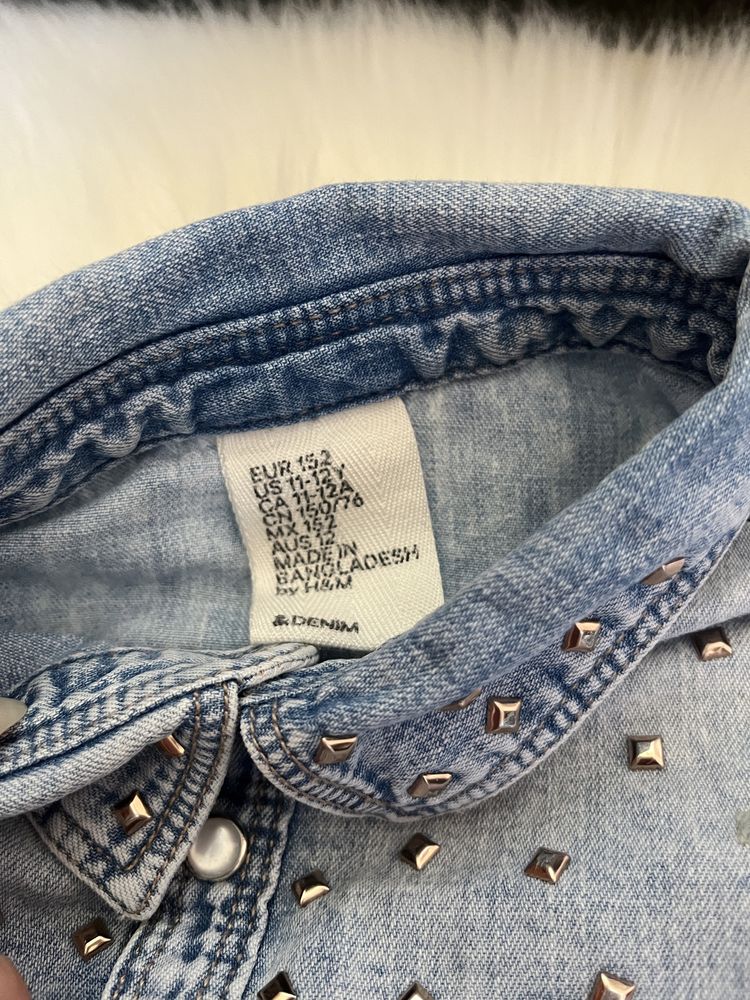 EUR 152
US 11-12Y
CA 11-12A
CN 150/76
MX 152
AUS 12
MADE IN
BANGLADESH
by H&M
&DENIM